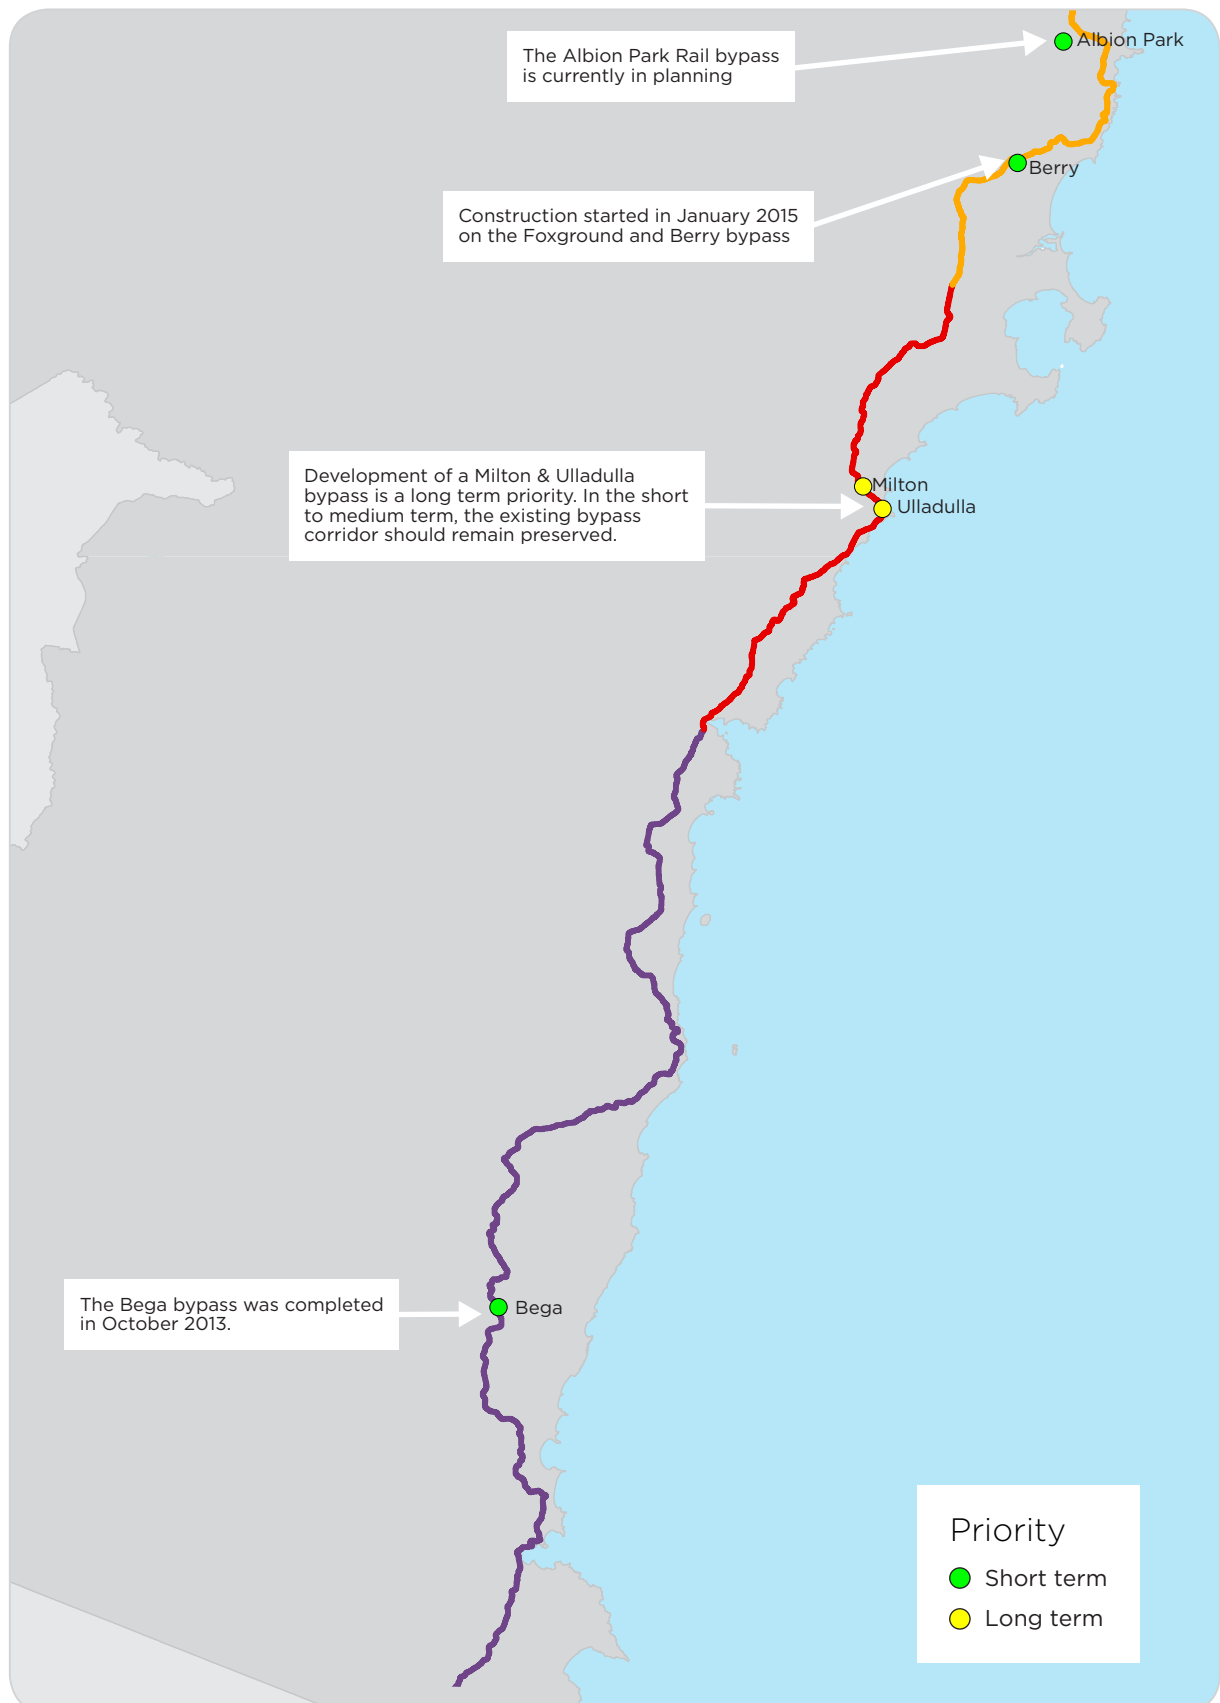 The Albion Park Rail bypass
is currently in planning
Albion Park
Berry
Construction started in January 2015
on the Foxground and Berry bypass
Development of a Milton & Ulladulla
bypass is a long term priority. In the short
to medium term, the existing bypass
corridor should remain preserved.
Milton
Ulladulla
The Bega bypass was completed
in October 2013.
Bega
Priority
Short term
Long term